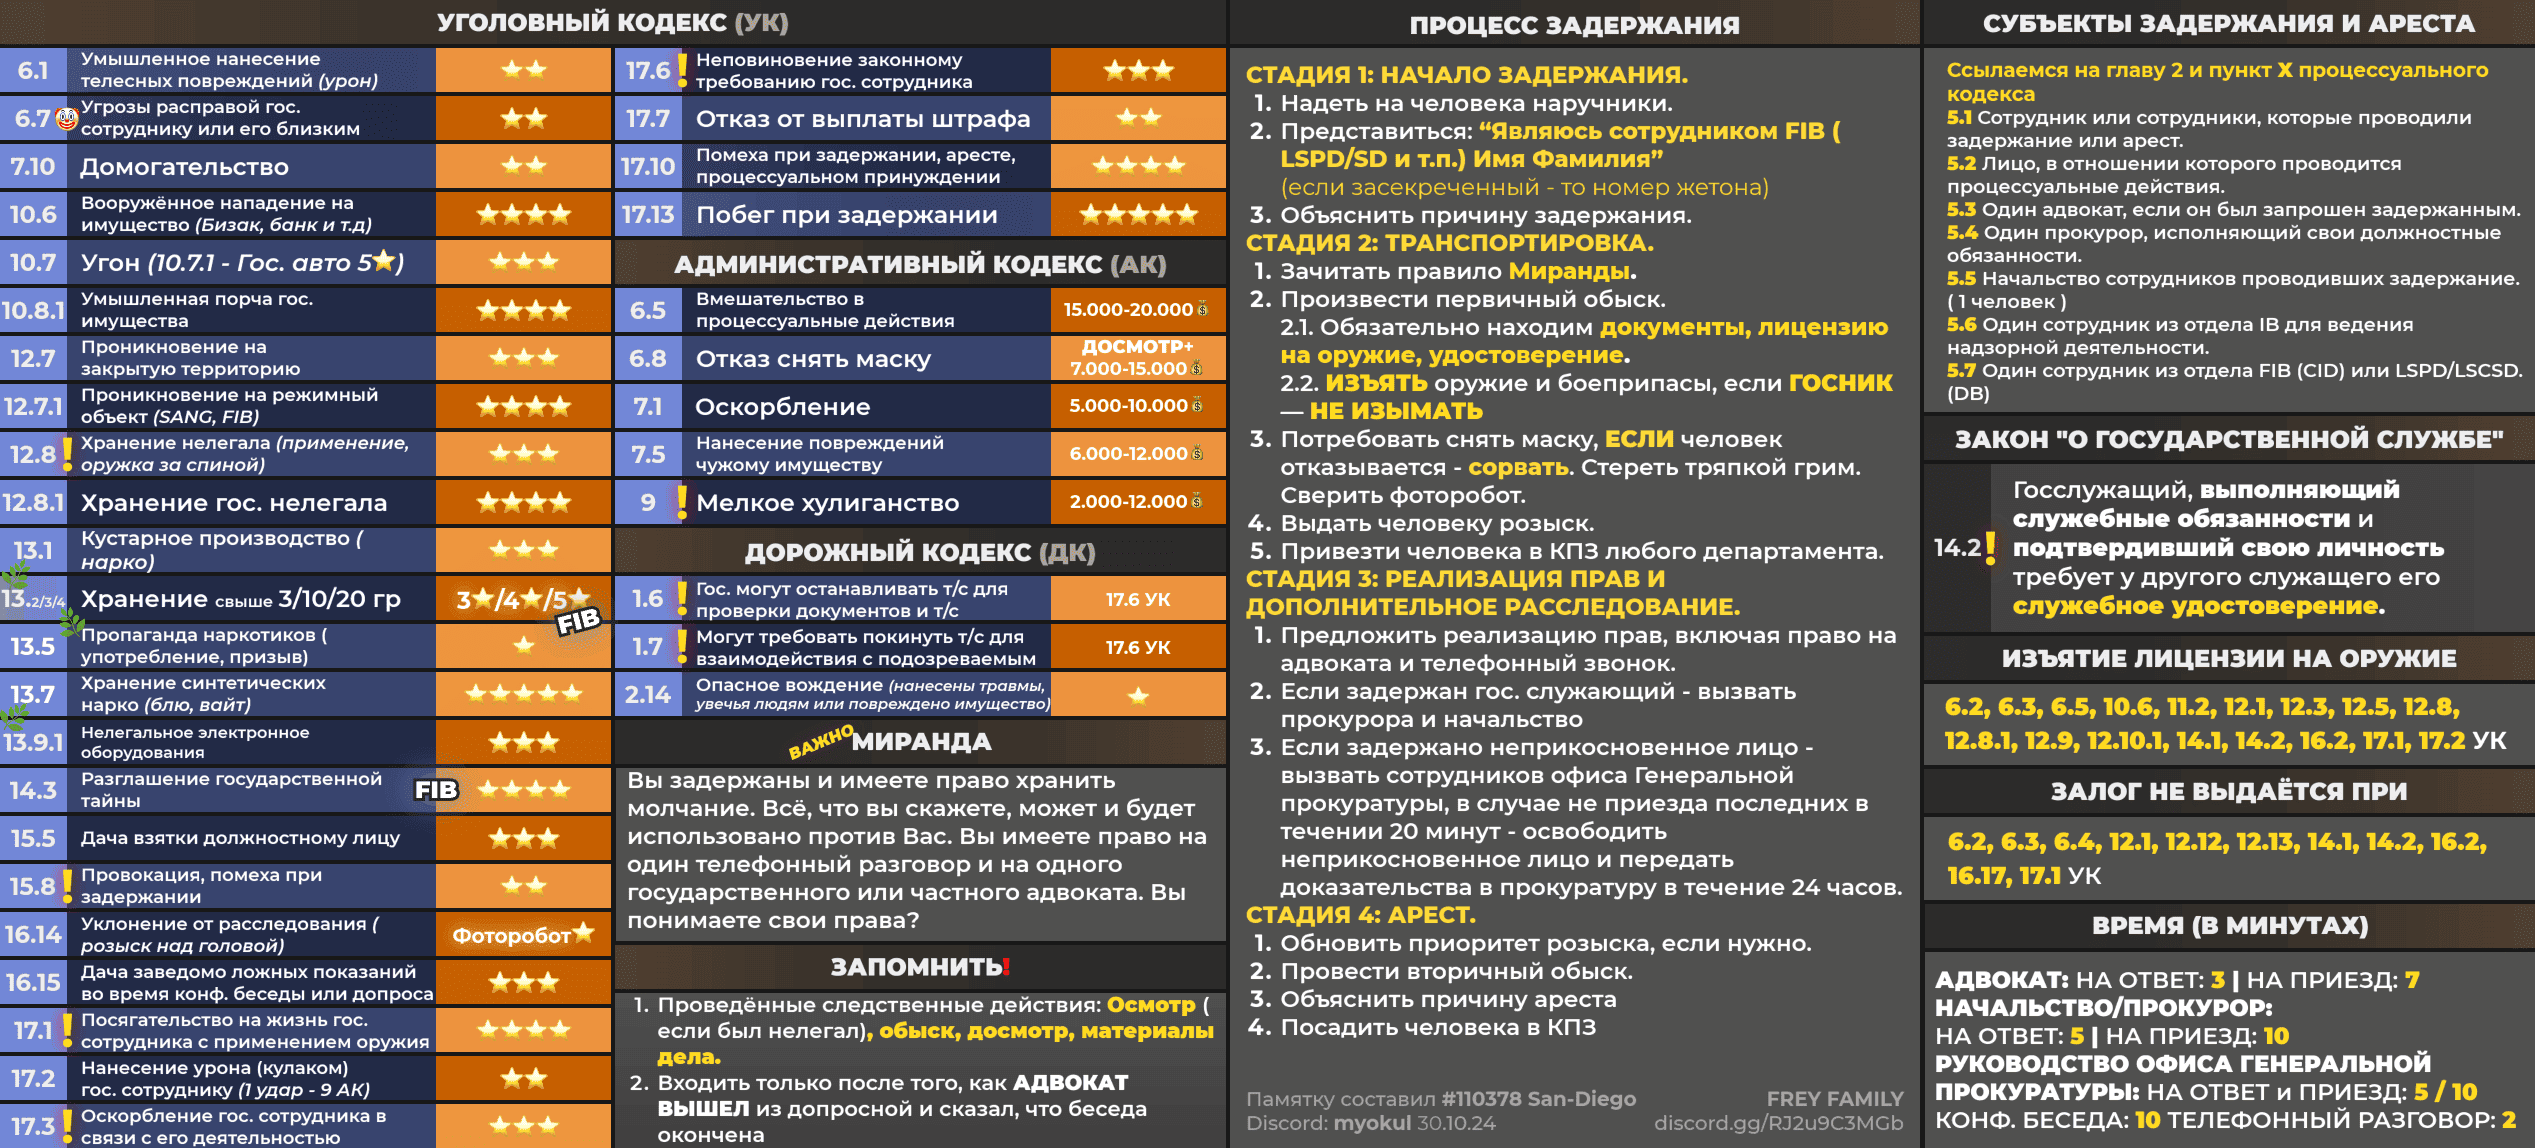 УГОЛОВНЫЙ КОДЕКС (УК)
6.1
Умышленное нанесение
телесных повреждений (урон)
6.7
Угрозы расправой гос.
сотруднику или его близким
7.10
Домогательство
10.6
Вооружённое нападение на
имущество (Бизак, банк и т.д)
10.7
Угон (10.7.1 - Гос. авто 5⭐)
10.8.1
Умышленная порча гос.
имущества
12.7
Проникновение на
закрытую территорию
12.7.1
Проникновение на режимный
объект (SANG, FIB)
12.8
Хранение нелегала (применение,
оружка за спиной)
12.8.1
Хранение гос. нелегала
13.1
Кустарное производство (
нарко)
13.2/3/4
Хранение свыше 3/10/20 гр
3⭐/4⭐/5⭐
FIB
13.5
Пропаганда наркотиков (
употребление, призыв)
13.7
Хранение синтетических
нарко (блю, вайт)
13.9.1
Нелегальное электронное
оборудования
14.3
Разглашение государственной
тайны
FIB
15.5
Дача взятки должностному лицу
15.8
Провокация, помеха при
задержании
16.14
Уклонение от расследования (
розыск над головой)
Фоторобот⭐
16.15
Дача заведомо ложных показаний
во время конф. беседы или допроса
17.1
Посягательство на жизнь гос.
сотрудника с применением оружия
17.2
Нанесение урона (кулаком)
гос. сотруднику (1 удар - 9 АК)
17.3
Оскорбление гос. сотрудника в
связи с его деятельностью
17.6
Неповиновение законному
требованию гос. сотрудника
17.7
Отказ от выплаты штрафа
17.10
Помеха при задержании, аресте,
процессуальном принуждении
17.13
Побег при задержании
АДМИНИСТРАТИВНЫЙ КОДЕКС (АК)
6.5
Вмешательство в
процессуальные действия
15.000-20.000
6.8
Отказ снять маску
ДОСМОТР+
7.000-15.000
7.1
Оскорбление
5.000-10.000
7.5
Нанесение повреждений
чужому имуществу
6.000-12.000
9
Мелкое хулиганство
2.000-12.000
ДОРОЖНЫЙ КОДЕКС (ДК)
1.6
Гос. могут останавливать т/с для
проверки документов и т/с
17.6 УК
1.7
Могут требовать покинуть т/с для
взаимодействия с подозреваемым
17.6 УК
2.14
Опасное вождение (нанесены травмы,
увечья людям или повреждено имущество)
ВАЖНО
МИРАНДА
Вы задержаны и имеете право хранить
молчание. Всё, что вы скажете, может и будет
использовано против Вас. Вы имеете право на
один телефонный разговор и на одного
государственного или частного адвоката. Вы
понимаете свои права?
ЗАПОМНИТЬ!
1. Проведённые следственные действия: Осмотр (
если был нелегал), обыск, досмотр, материалы
дела.
2. Входить только после того, как АДВОКАТ
ВЫШЕЛ из допросной и сказал, что беседа
окончена
ПРОЦЕСС ЗАДЕРЖАНИЯ
СТАДИЯ 1: НАЧАЛО ЗАДЕРЖАНИЯ.
1. Надеть на человека наручники.
2. Представиться: “Являюсь сотрудником FIB (
LSPD/SD и т.п.) Имя Фамилия”
(если засекреченный - то номер жетона)
3. Объяснить причину задержания.
СТАДИЯ 2: ТРАНСПОРТИРОВКА.
1. Зачитать правило Миранды.
2. Произвести первичный обыск.
2.1. Обязательно находим документы, лицензию
на оружие, удостоверение.
2.2. ИЗЪЯТЬ оружие и боеприпасы, если ГОСНИК
— НЕ ИЗЫМАТЬ
3. Потребовать снять маску, ЕСЛИ человек
отказывается - сорвать. Стереть тряпкой грим.
Сверить фоторобот.
4. Выдать человеку розыск.
5. Привезти человека в КПЗ любого департамента.
СТАДИЯ 3: РЕАЛИЗАЦИЯ ПРАВ И
ДОПОЛНИТЕЛЬНОЕ РАССЛЕДОВАНИЕ.
1. Предложить реализацию прав, включая право на
адвоката и телефонный звонок.
2. Если задержан гос. служающий - вызвать
прокурора и начальство
3. Если задержано неприкосновенное лицо -
вызвать сотрудников офиса Генеральной
прокуратуры, в случае не приезда последних в
течении 20 минут - освободить
неприкосновенное лицо и передать
доказательства в прокуратуру в течение 24 часов.
СТАДИЯ 4: АРЕСТ.
1. Обновить приоритет розыска, если нужно.
2. Провести вторичный обыск.
3. Объяснить причину ареста
4. Посадить человека в КПЗ
Памятку составил #110378 San-Diego
Discord: myokul 30.10.24
FREY FAMILY
discord.gg/RJ2u9C3MGb
СУБЪЕКТЫ ЗАДЕРЖАНИЯ И АРЕСТА
Ссылаемся на главу 2 и пункт X процессуального
кодекса
5.1 Сотрудник или сотрудники, которые проводили
задержание или арест.
5.2 Лицо, в отношении которого проводится
процессуальные действия.
5.3 Один адвокат, если он был запрошен задержанным.
5.4 Один прокурор, исполняющий свои должностные
обязанности.
5.5 Начальство сотрудников проводивших задержание.
( 1 человек )
5.6 Один сотрудник из отдела IB для ведения
надзорной деятельности.
5.7 Один сотрудник из отдела FIB (CID) или LSPD/LSCSD.
(DB)
ЗАКОН "О ГОСУДАРСТВЕННОЙ СЛУЖБЕ"
14.2
Госслужащий, выполняющий
служебные обязанности и
подтвердивший свою личность
требует у другого служащего его
служебное удостоверение.
ИЗЪЯТИЕ ЛИЦЕНЗИИ НА ОРУЖИЕ
6.2, 6.3, 6.5, 10.6, 11.2, 12.1, 12.3, 12.5, 12.8,
12.8.1, 12.9, 12.10.1, 14.1, 14.2, 16.2, 17.1, 17.2 УК
ЗАЛОГ НЕ ВЫДАЁТСЯ ПРИ
6.2, 6.3, 6.4, 12.1, 12.12, 12.13, 14.1, 14.2, 16.2,
16.17, 17.1 УК
ВРЕМЯ (В МИНУТАХ)
АДВОКАТ: НА ОТВЕТ: 3 | НА ПРИЕЗД: 7
НАЧАЛЬСТВО/ПРОКУРОР:
НА ОТВЕТ: 5 | НА ПРИЕЗД: 10
РУКОВОДСТВО ОФИСА ГЕНЕРАЛЬНОЙ
ПРОКУРАТУРЫ: НА ОТВЕТ и ПРИЕЗД: 5 / 10
КОНФ. БЕСЕДА: 10 ТЕЛЕФОННЫЙ РАЗГОВОР: 2